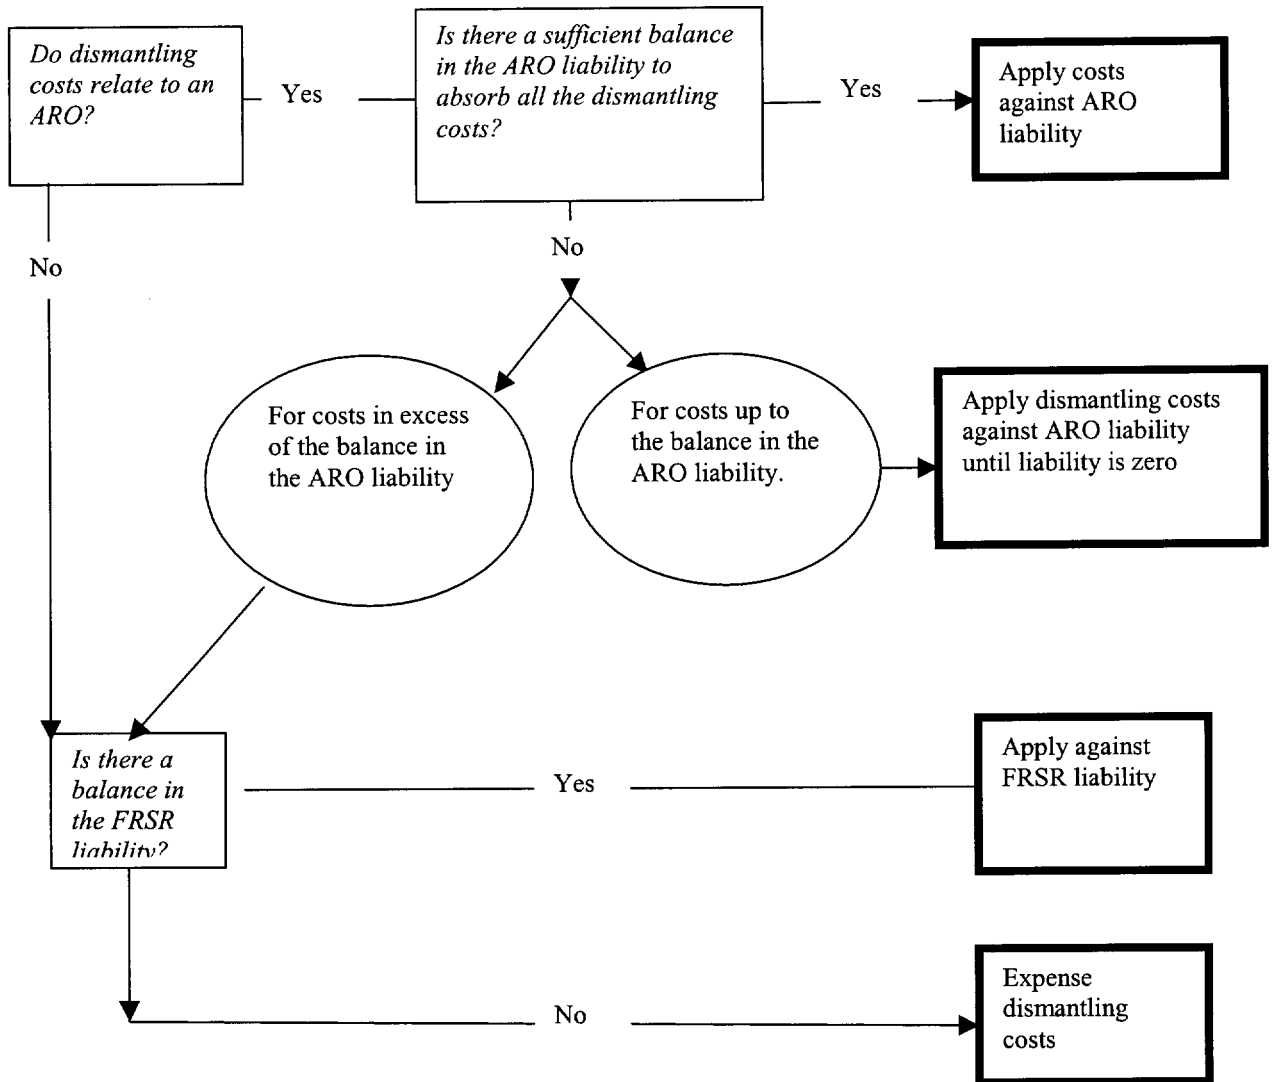 Do dismantling
costs relate to an
ARO?
Yes
Is there a sufficient balance
in the ARO liability to
absorb all the dismantling
costs?
Yes
Apply costs
against ARO
liability
No
No
For costs in excess
of the balance in
the ARO liability
For costs up to
the balance in the
ARO liability.
Apply dismantling costs
against ARO liability
until liability is zero
Is there a
balance in
the FRSR
liability?
Yes
Apply against
FRSR liability
No
Expense
dismantling
costs